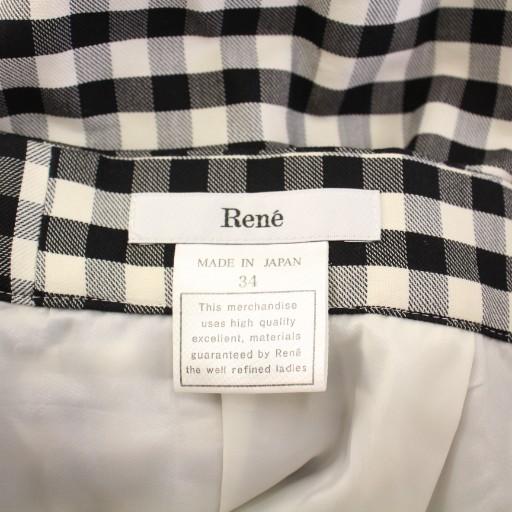 René
MADE IN JAPAN
34
This merchandise
uses high quality
excellent, materials
guaranteed by René
the well refined ladies